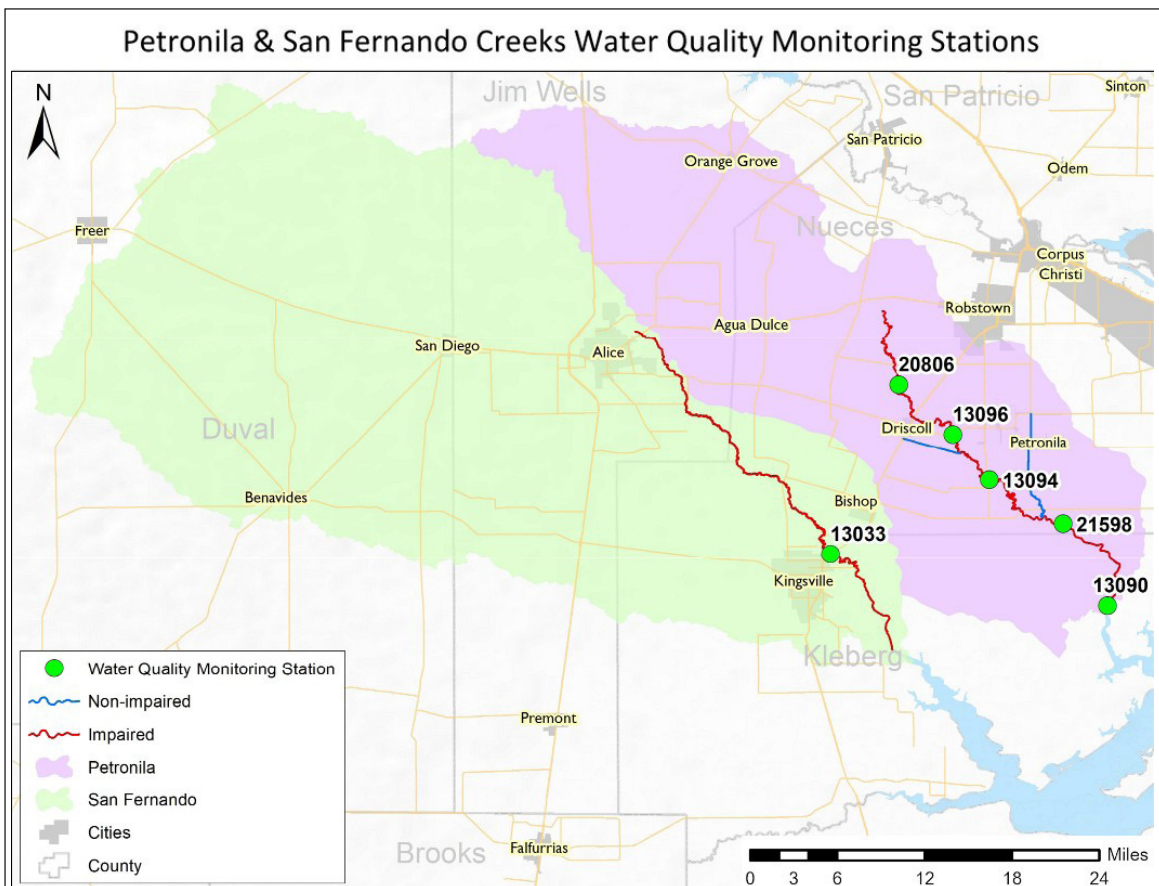 Petronila & San Fernando Creeks Water Quality Monitoring Stations
N
Jim Wells
San Patricio
Sinton
San Patricio
Orange Grove
Odem
Freer
Nueces
Corpus
Christi
Robstown
Agua Dulce
San Diego
Alice
20806
13096
Duval
Driscoll
Petronila
13094
Benavides
Bishop
21598
13033
Kingsville
13090
Kleberg
Water Quality Monitoring Station
Non-impaired
Impaired
Premont
Petronila
San Fernando
Cities
County
Brooks
Falfurrias
Miles
0 3 6 12 18 24